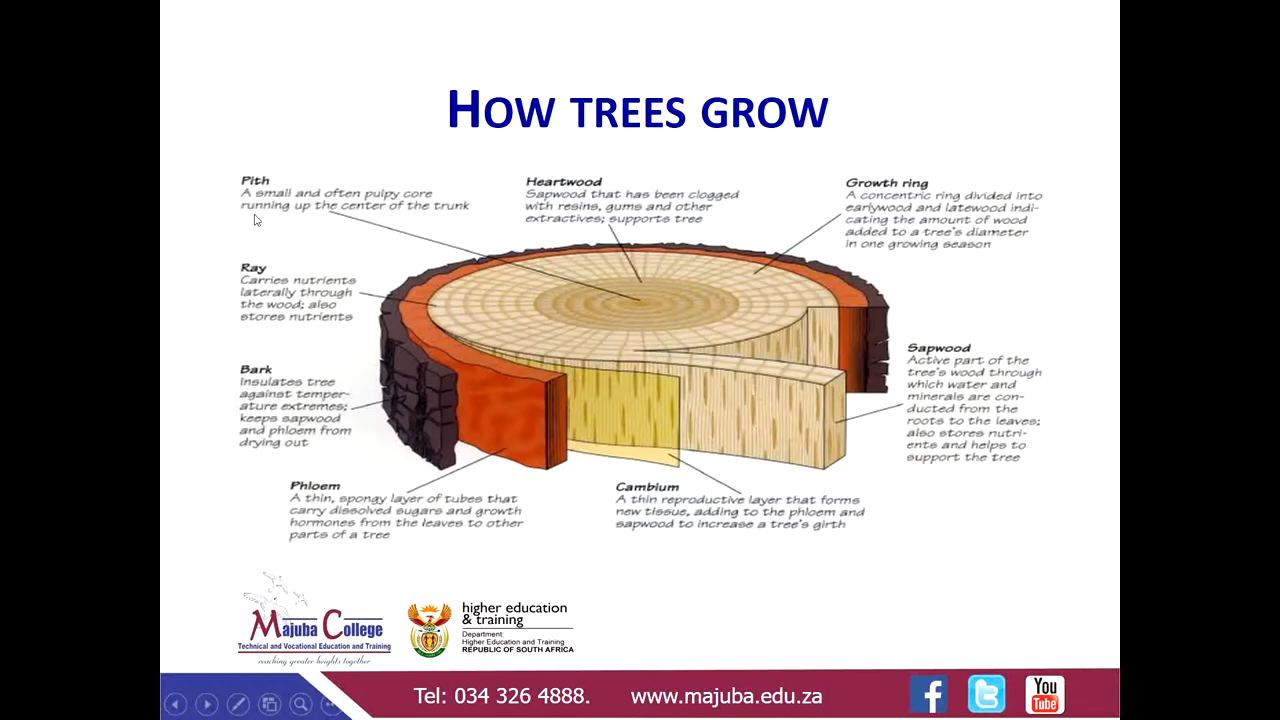 HOW TREES GROW
Pith
A small and often pulpy core
running up the center of the trunk
Heartwood
Sapwood that has been clogged
with resins, gums and other
extractives; supports tree
Growth ring
A concentric ring divided into
earlywood and latewood indi-
cating the amount of wood
added to a tree's diameter
in one growing season
Ray
Carries nutrients
laterally through
the wood; also
stores nutrients
Bark
Insulates tree
against temper-
ature extremes;
keeps sapwood
and phloem from
drying out
Sapwood
Active part of the
tree's wood through
which water and
minerals are con-
ducted from the
roots to the leaves;
also stores nutri-
ents and helps to
support the tree
Phloem
A thin, spongy layer of tubes that
carry dissolved sugars and growth
hormones from the leaves to other
parts of a tree
Cambium
A thin reproductive layer that forms
new tissue, adding to the phloem and
sapwood to increase a tree's girth
MAJUBA COLLEGE
Technical and Vocational Education and Training
reaching greater heights together
higher education
& training
Department:
Higher Education and Training
REPUBLIC OF SOUTH AFRICA
Tel: 034 326 4888. www.majuba.edu.za
You
Tube